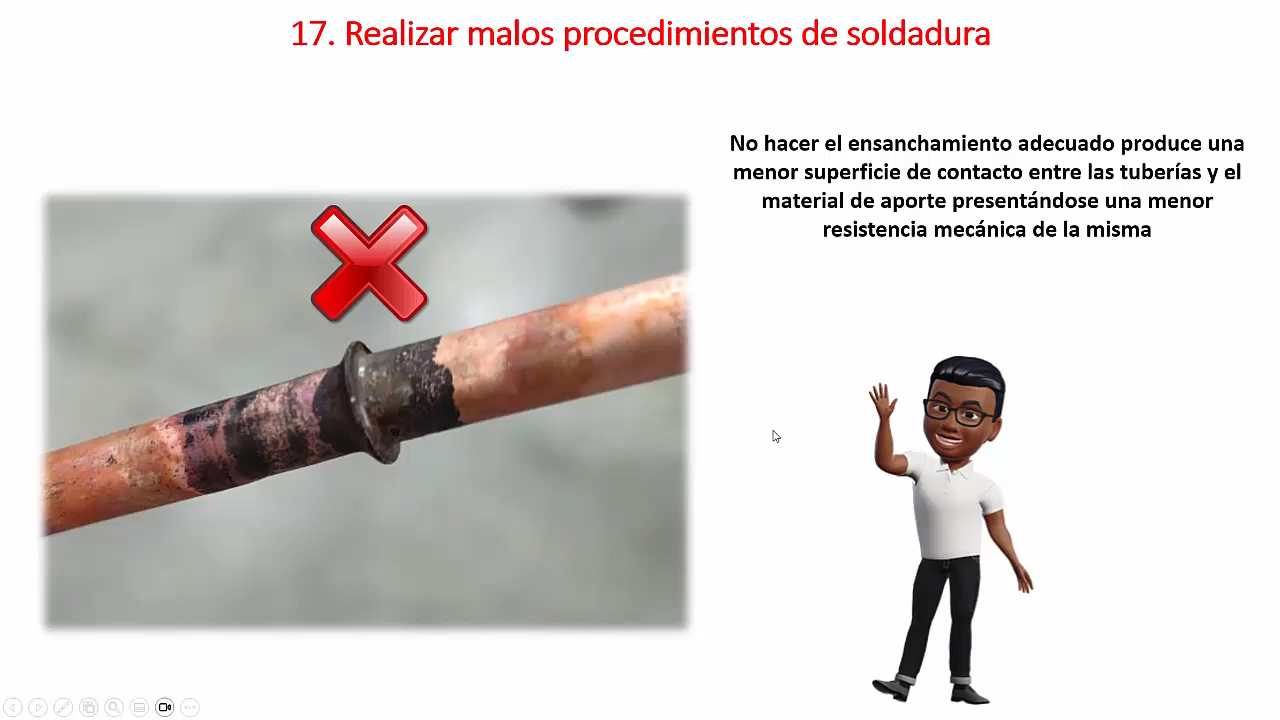 17. Realizar malos procedimientos de soldadura
No hacer el ensanchamiento adecuado produce una
menor superficie de contacto entre las tuberías y el
material de aporte presentándose una menor
resistencia mecánica de la misma